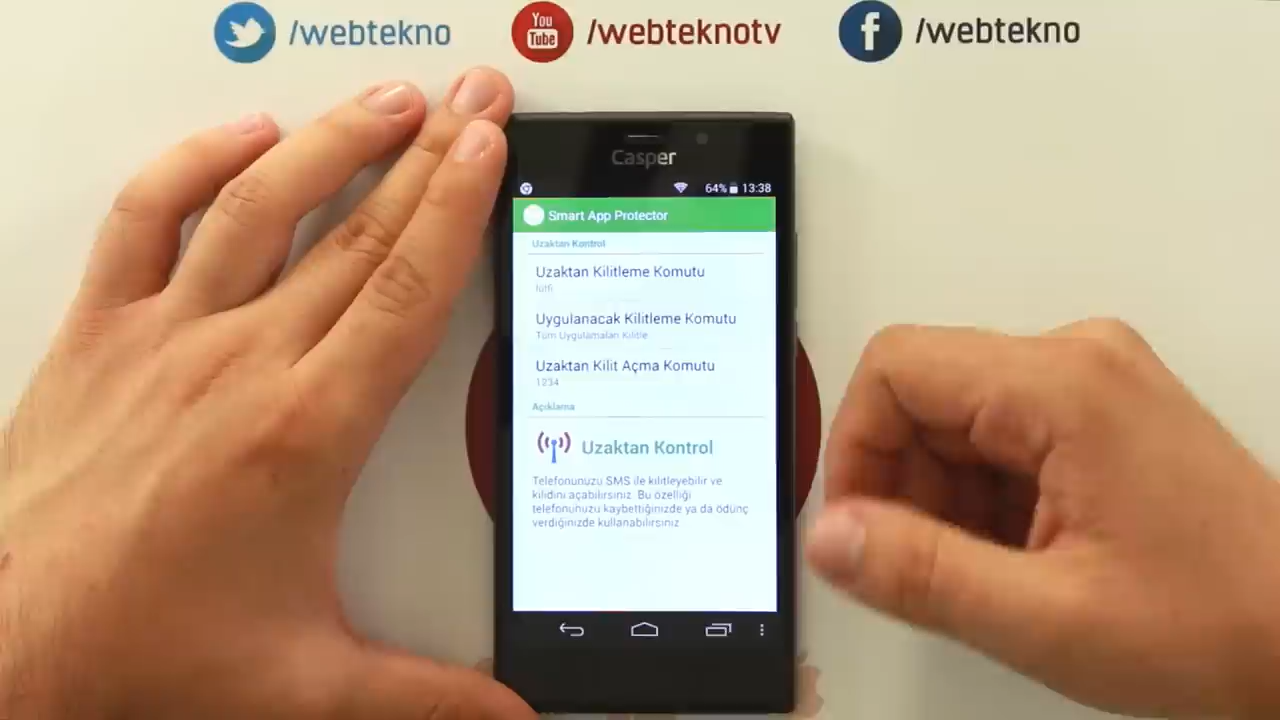 /webtekno
You Tube
/webteknotv
f
/webtekno
Casper
64% 13:38
Smart App Protector
Uzaktan Kontrol
Uzaktan Kilitleme Komutu
lutfi
Uygulanacak Kilitleme Komutu
Tüm Uygulamaları Kilitle
Uzaktan Kilit Açma Komutu
1234
Açıklama
Uzaktan Kontrol
Telefonunuzu SMS ile kilitleyebilir ve
kilidini açabilirsiniz. Bu özelliği
telefonunuzu kaybettiğinizde ya da ödünç
verdiğinizde kullanabilirsiniz